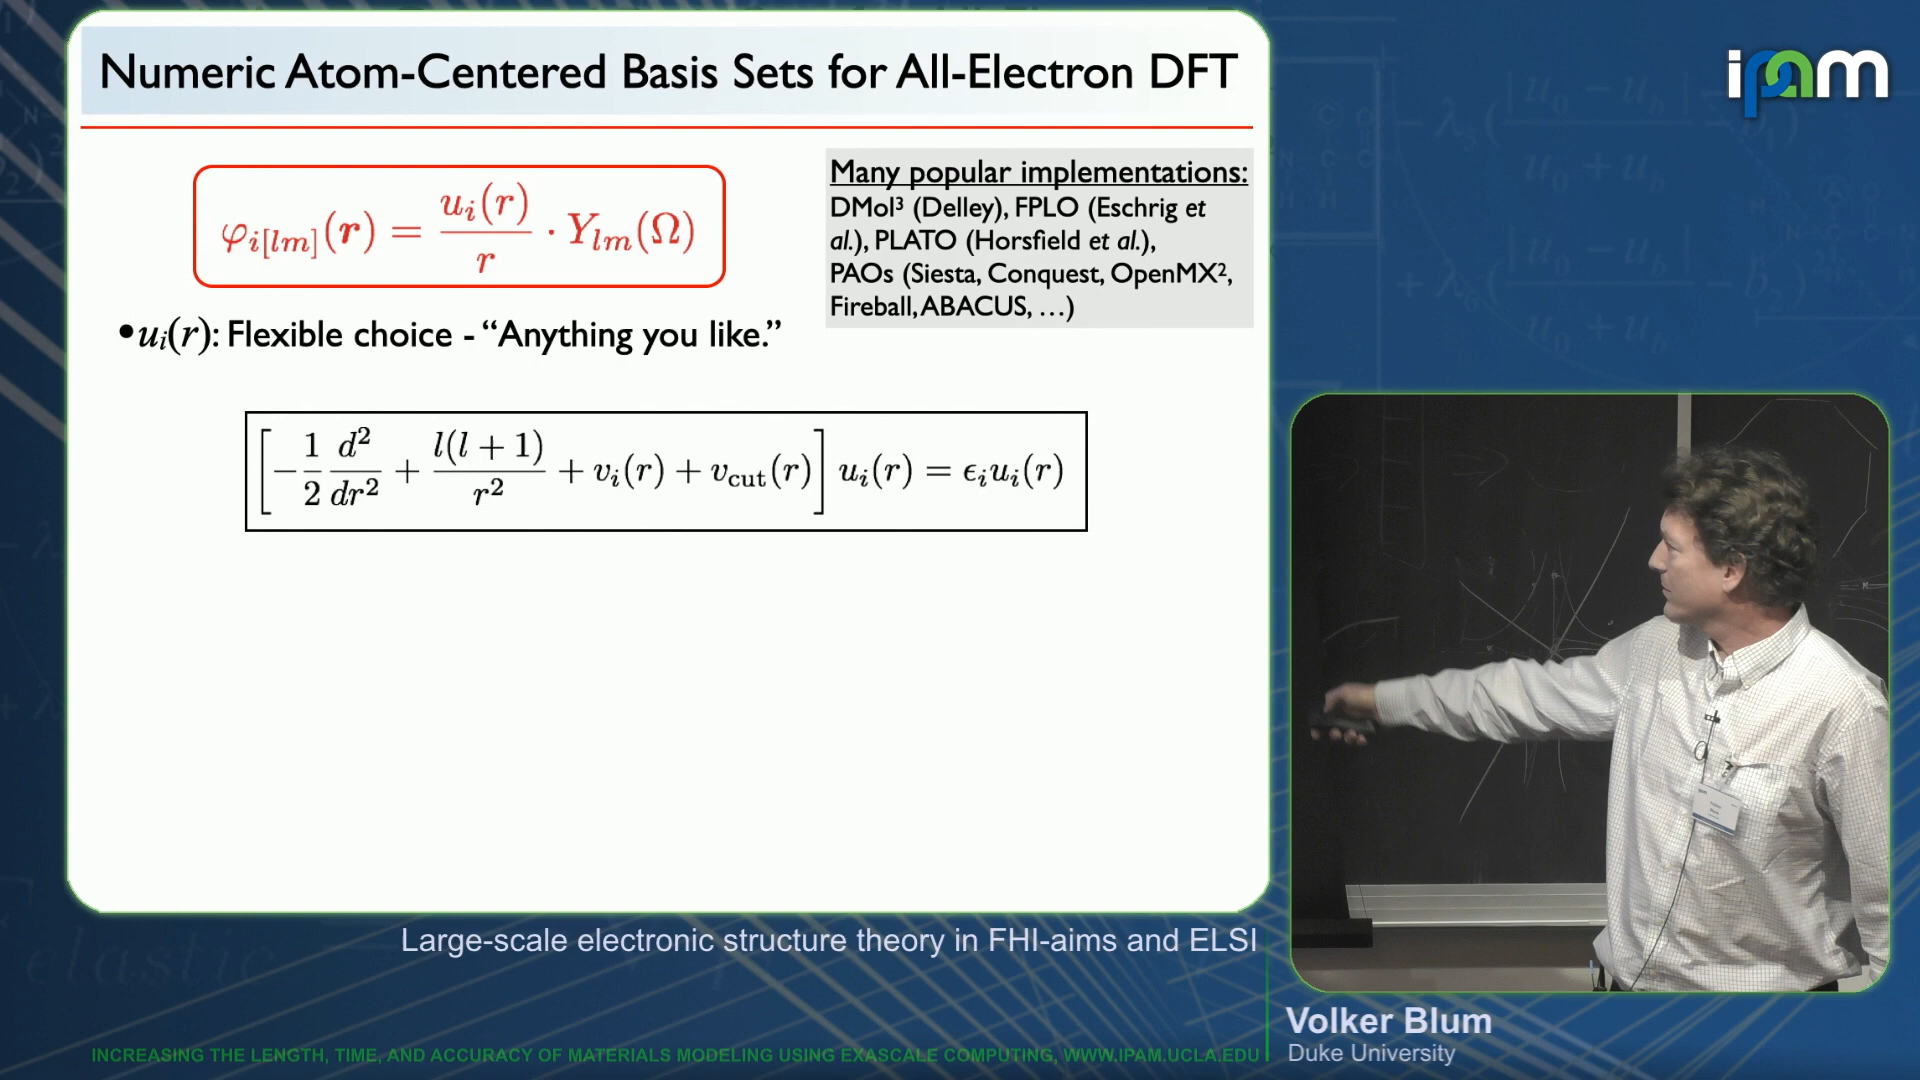 Numeric Atom-Centered Basis Sets for All-Electron DFT
φ_{i[lm]}(r) = u_i(r)/r · Y_{lm}(Ω)
Many popular implementations:
DMol³ (Delley), FPLO (Eschrig et
al.), PLATO (Horsfield et al.),
PAOs (Siesta, Conquest, OpenMX²,
Fireball, ABACUS, …)
•u_i(r): Flexible choice - “Anything you like.”
[-1/2 d²/dr² + l(l + 1)/r² + v_i(r) + v_cut(r)] u_i(r) = ϵ_i u_i(r)
ipam
Large-scale electronic structure theory in FHI-aims and ELSI
Volker Blum
Duke University
INCREASING THE LENGTH, TIME, AND ACCURACY OF MATERIALS MODELING USING EXASCALE COMPUTING, WWW.IPAM.UCLA.EDU
elastic